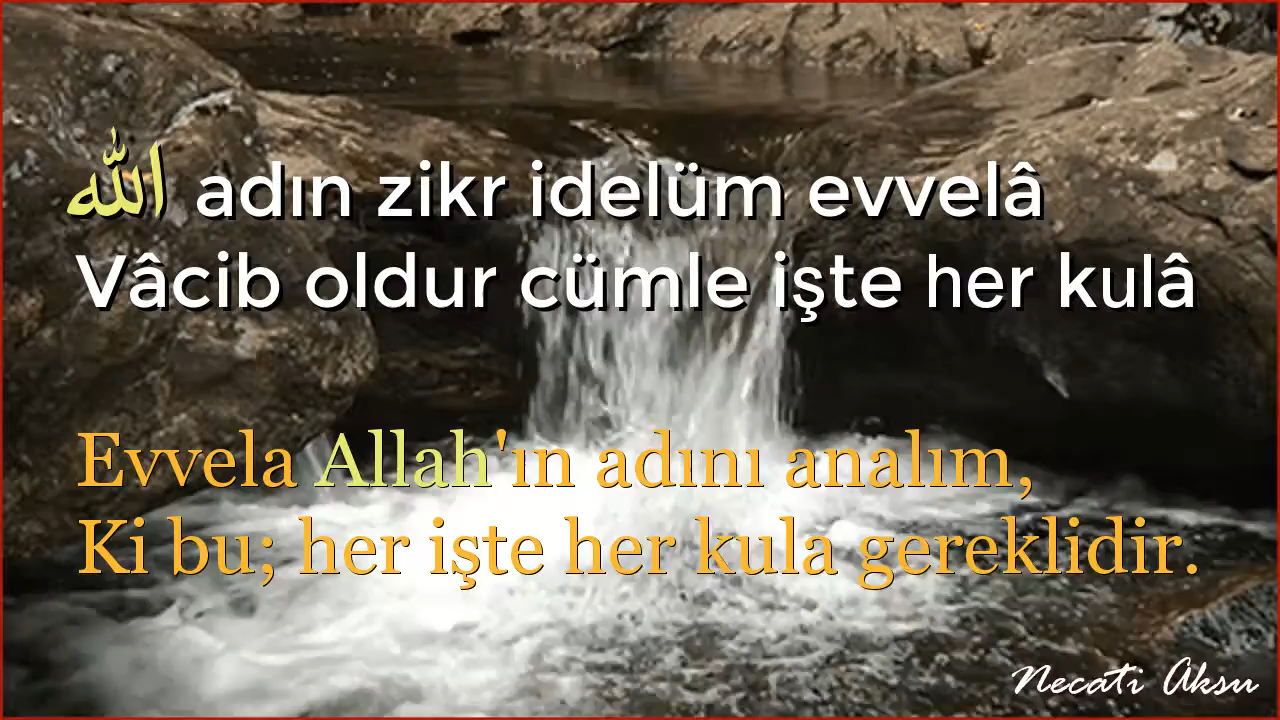 الله adın zikr idelüm evvelâ
Vâcib oldur cümle işte her kulâ
Evvela Allah'ın adını analım,
Ki bu; her işte her kula gereklidir.
Necati Aksu